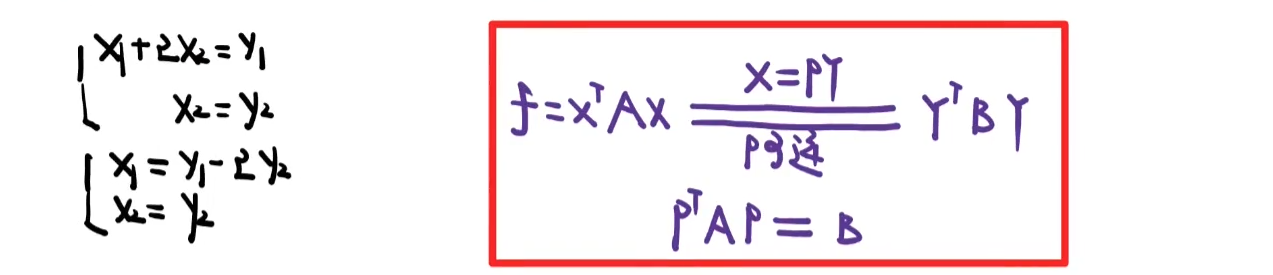 x₁+2x₂=y₁
x₂=y₂
x₁=y₁-2y₂
x₂=y₂
f=xᵀAx X=PY YᵀBY
P可逆
PᵀAP=B